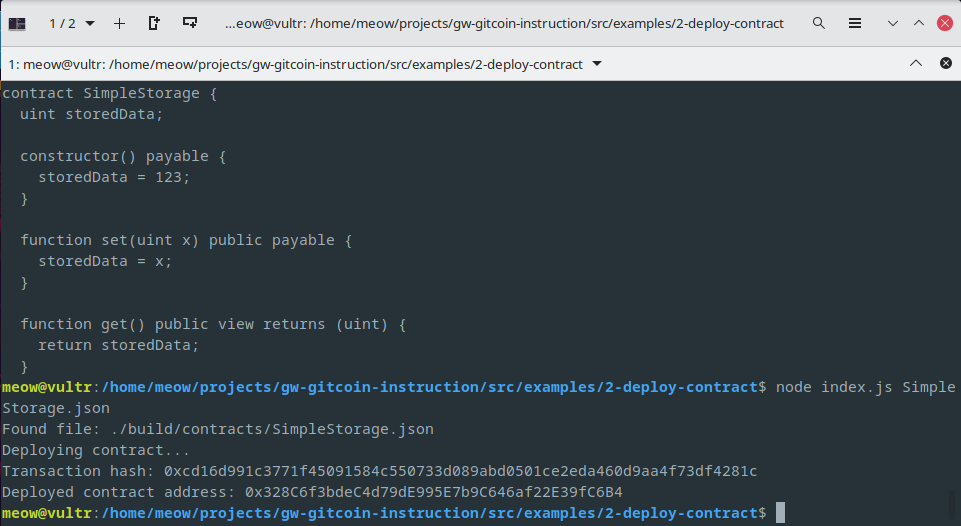 1 / 2
...eow@vultr: /home/meow/projects/gw-gitcoin-instruction/src/examples/2-deploy-contract
1: meow@vultr: /home/meow/projects/gw-gitcoin-instruction/src/examples/2-deploy-contract
contract SimpleStorage {
  uint storedData;
  constructor() payable {
    storedData = 123;
  }
  function set(uint x) public payable {
    storedData = x;
  }
  function get() public view returns (uint) {
    return storedData;
  }
meow@vultr:/home/meow/projects/gw-gitcoin-instruction/src/examples/2-deploy-contract$ node index.js Simple
Storage.json
Found file: ./build/contracts/SimpleStorage.json
Deploying contract...
Transaction hash: 0xcd16d991c3771f45091584c550733d089abd0501ce2eda460d9aa4f73df4281c
Deployed contract address: 0x328C6f3bdeC4d79dE995E7b9C646af22E39fC6B4
meow@vultr:/home/meow/projects/gw-gitcoin-instruction/src/examples/2-deploy-contract$